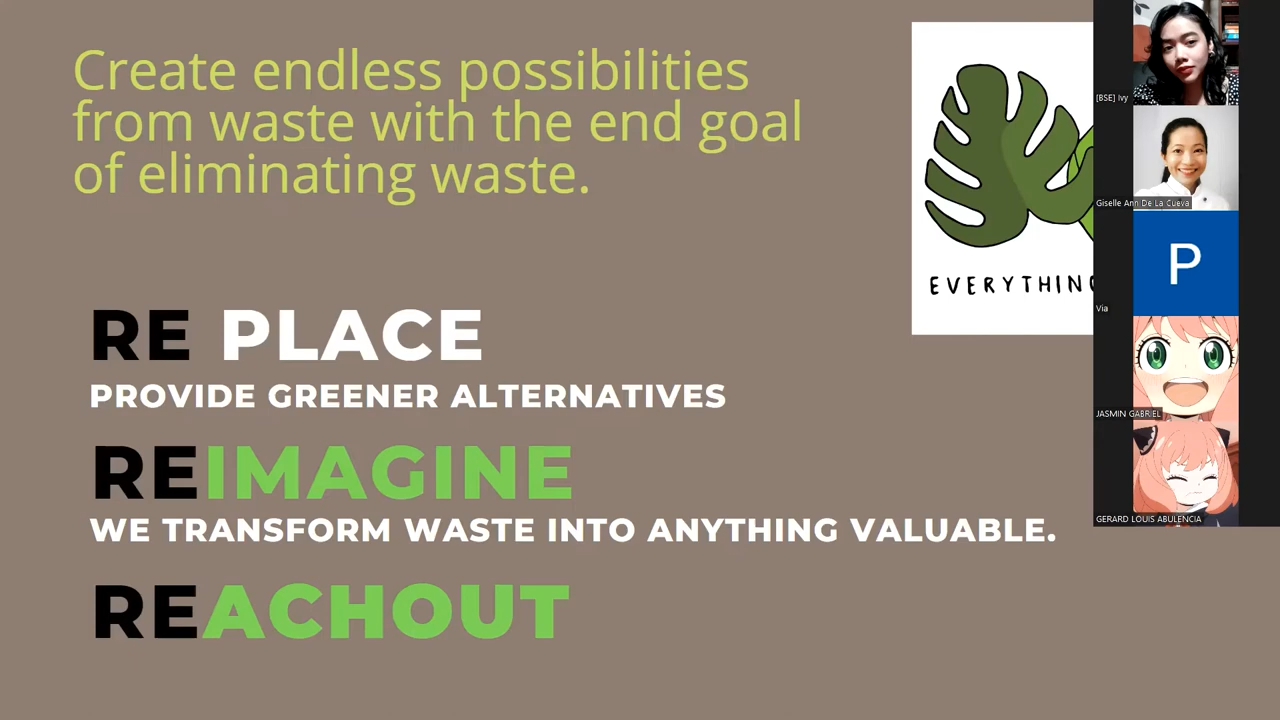 Create endless possibilities
from waste with the end goal
of eliminating waste.
EVERYTHING
RE PLACE
PROVIDE GREENER ALTERNATIVES
REIMAGINE
WE TRANSFORM WASTE INTO ANYTHING VALUABLE.
REACHOUT
[BSE] Ivy
Giselle Ann De La Cueva
P
Via
JASMIN GABRIEL
GERARD LOUIS ABULENCIA